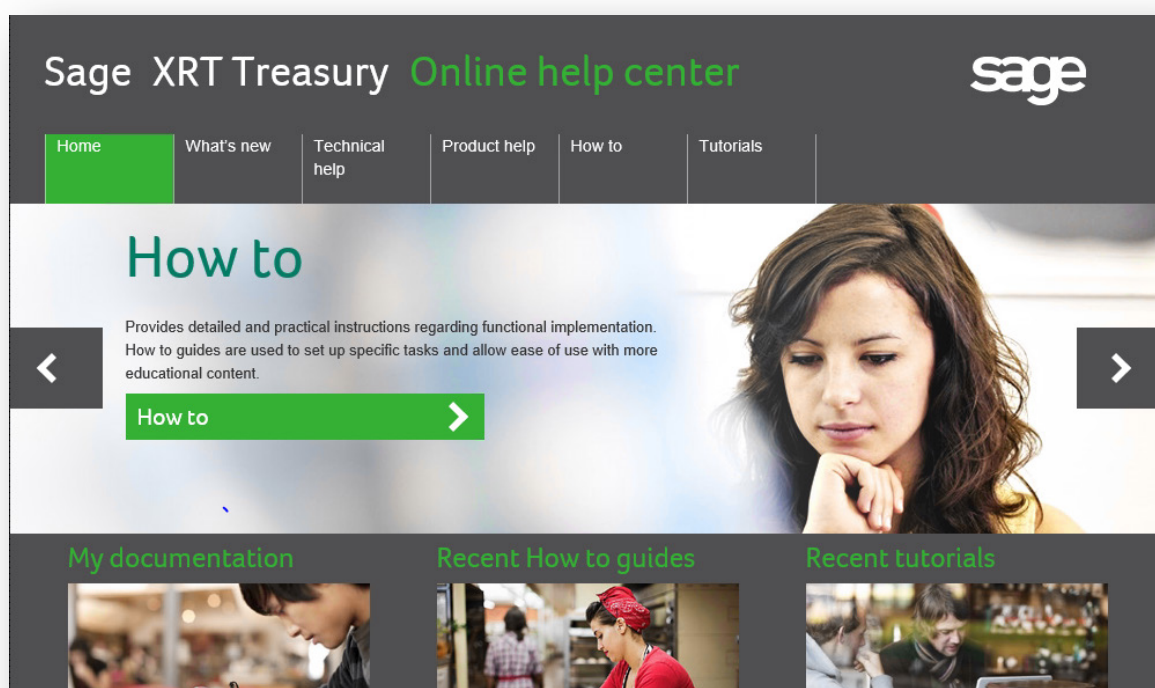 Sage XRT Treasury Online help center
sage
Home
What's new
Technical
help
Product help
How to
Tutorials
How to
Provides detailed and practical instructions regarding functional implementation.
How to guides are used to set up specific tasks and allow ease of use with more
educational content.
How to
My documentation
Recent How to guides
Recent tutorials